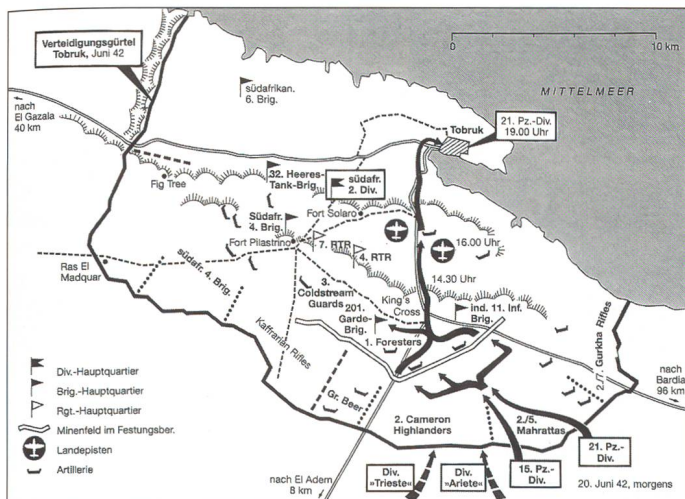 Verteidigungsgürtel
Tobruk, Juni 42
0
10 km
nach
El Gazala
40 km
südafrikan.
6. Brig.
MITTELMEER
21. Pz.-Div.
19.00 Uhr
Tobruk
Fig Tree
32. Heeres-
Tank-Brig.
südafr.
2. Div.
Südafr.
4. Brig.
Fort Solaro
Fort Pilastrino
7. RTR
4. RTR
16.00 Uhr
14.30 Uhr
Ras El
Madquar
südafr. 4. Brig.
3.
Coldstream
Guards
King's
Cross
201.
Garde-
Brig.
ind. 11. Inf.
Brig.
1. Foresters
Kaffrarian Rifles
2./7. Gurkha Rifles
nach
Bardia
96 km
Div.-Hauptquartier
Brig.-Hauptquartier
Rgt.-Hauptquartier
Minenfeld im Festungsber.
Landepisten
Artillerie
Gr. Beer
2. Cameron
Highlanders
2./5.
Mahrattas
21. Pz.-
Div.
15. Pz.-
Div.
nach El Adem
8 km
Div.
»Trieste«
Div.
»Ariete«
20. Juni 42, morgens